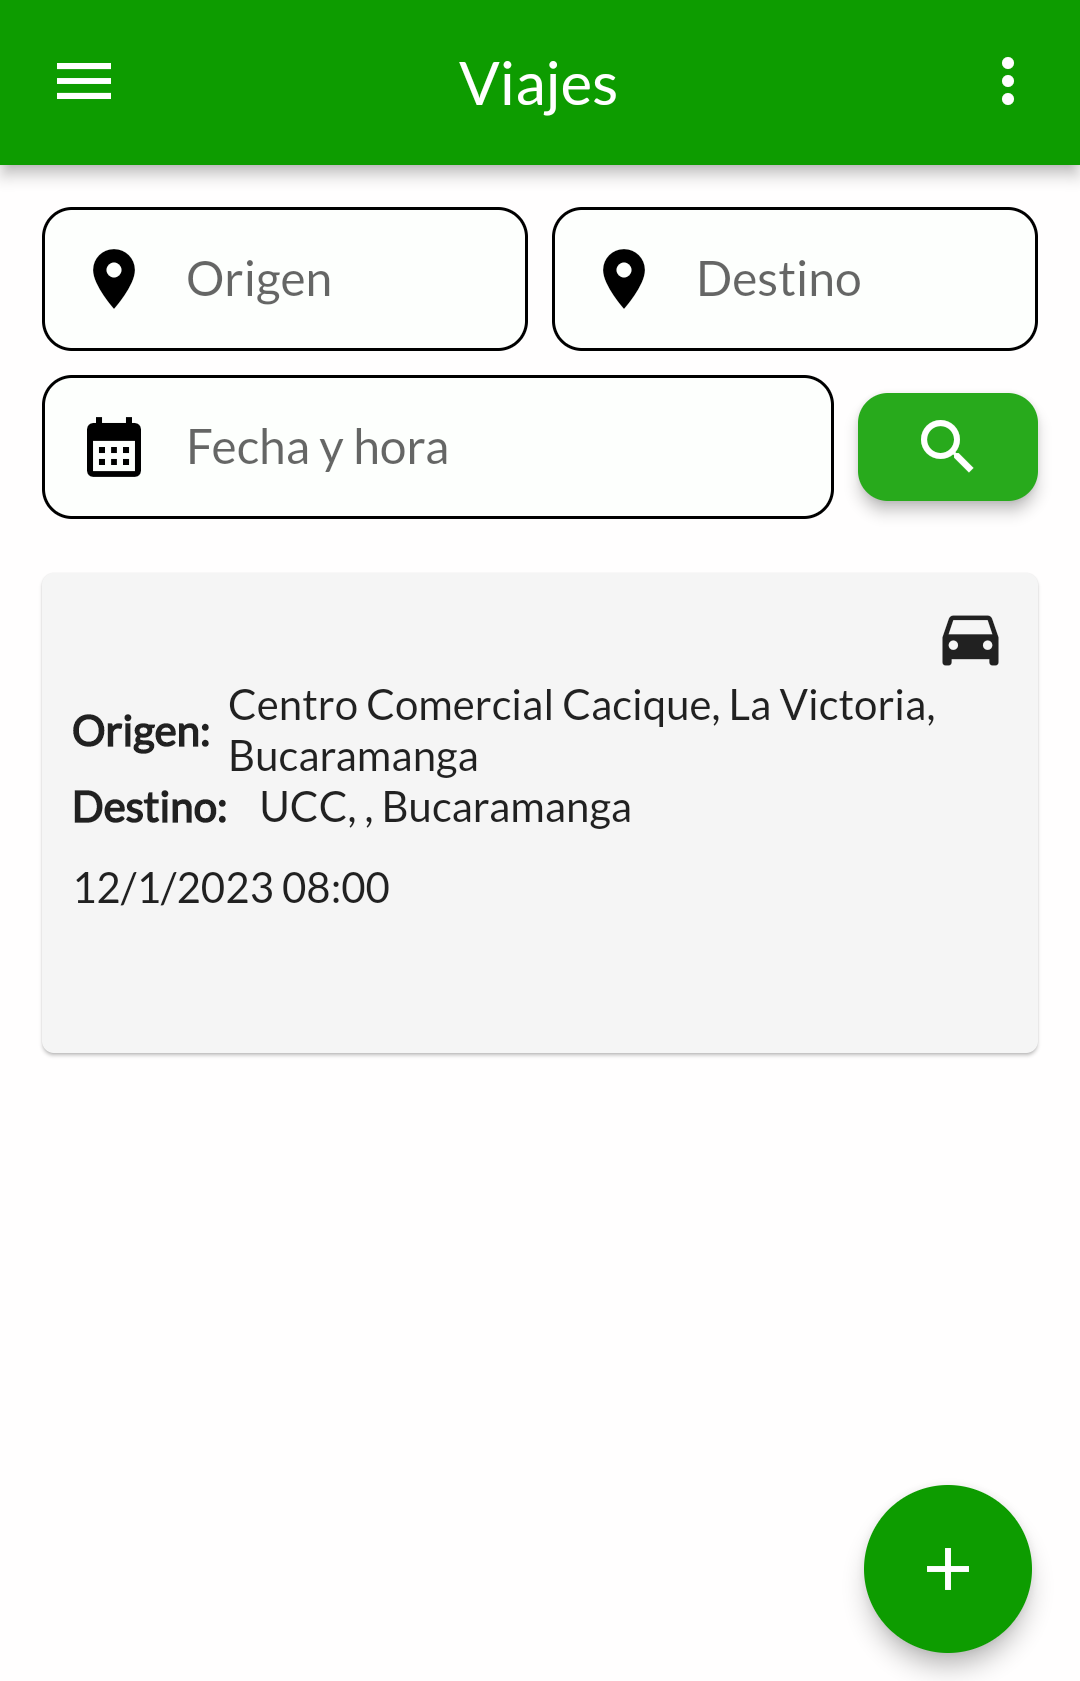 Viajes
Origen
Destino
Fecha y hora
Origen: Centro Comercial Cacique, La Victoria,
Bucaramanga
Destino: UCC, , Bucaramanga
12/1/2023 08:00